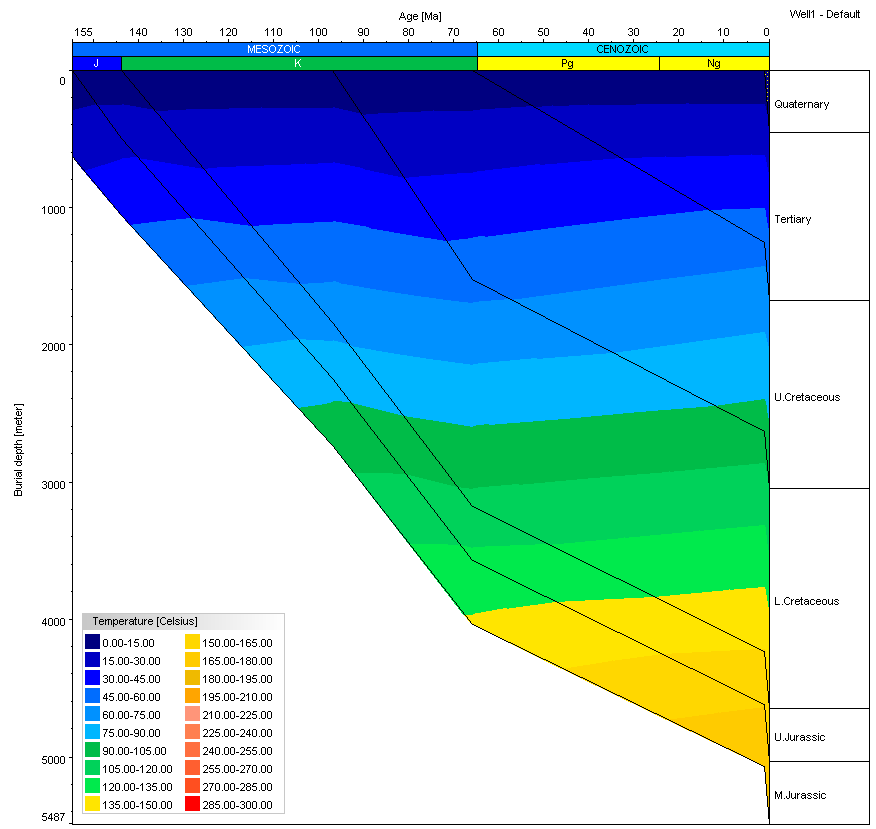 Age [Ma]
Well1 - Default
155 140 130 120 110 100 90 80 70 60 50 40 30 20 10 0
MESOZOIC CENOZOIC
J K Pg Ng
0
1000
2000
3000
4000
5000
5487
Burial depth [meter]
Quaternary
Tertiary
U.Cretaceous
L.Cretaceous
U.Jurassic
M.Jurassic
Temperature [Celsius]
0.00-15.00 150.00-165.00
15.00-30.00 165.00-180.00
30.00-45.00 180.00-195.00
45.00-60.00 195.00-210.00
60.00-75.00 210.00-225.00
75.00-90.00 225.00-240.00
90.00-105.00 240.00-255.00
105.00-120.00 255.00-270.00
120.00-135.00 270.00-285.00
135.00-150.00 285.00-300.00